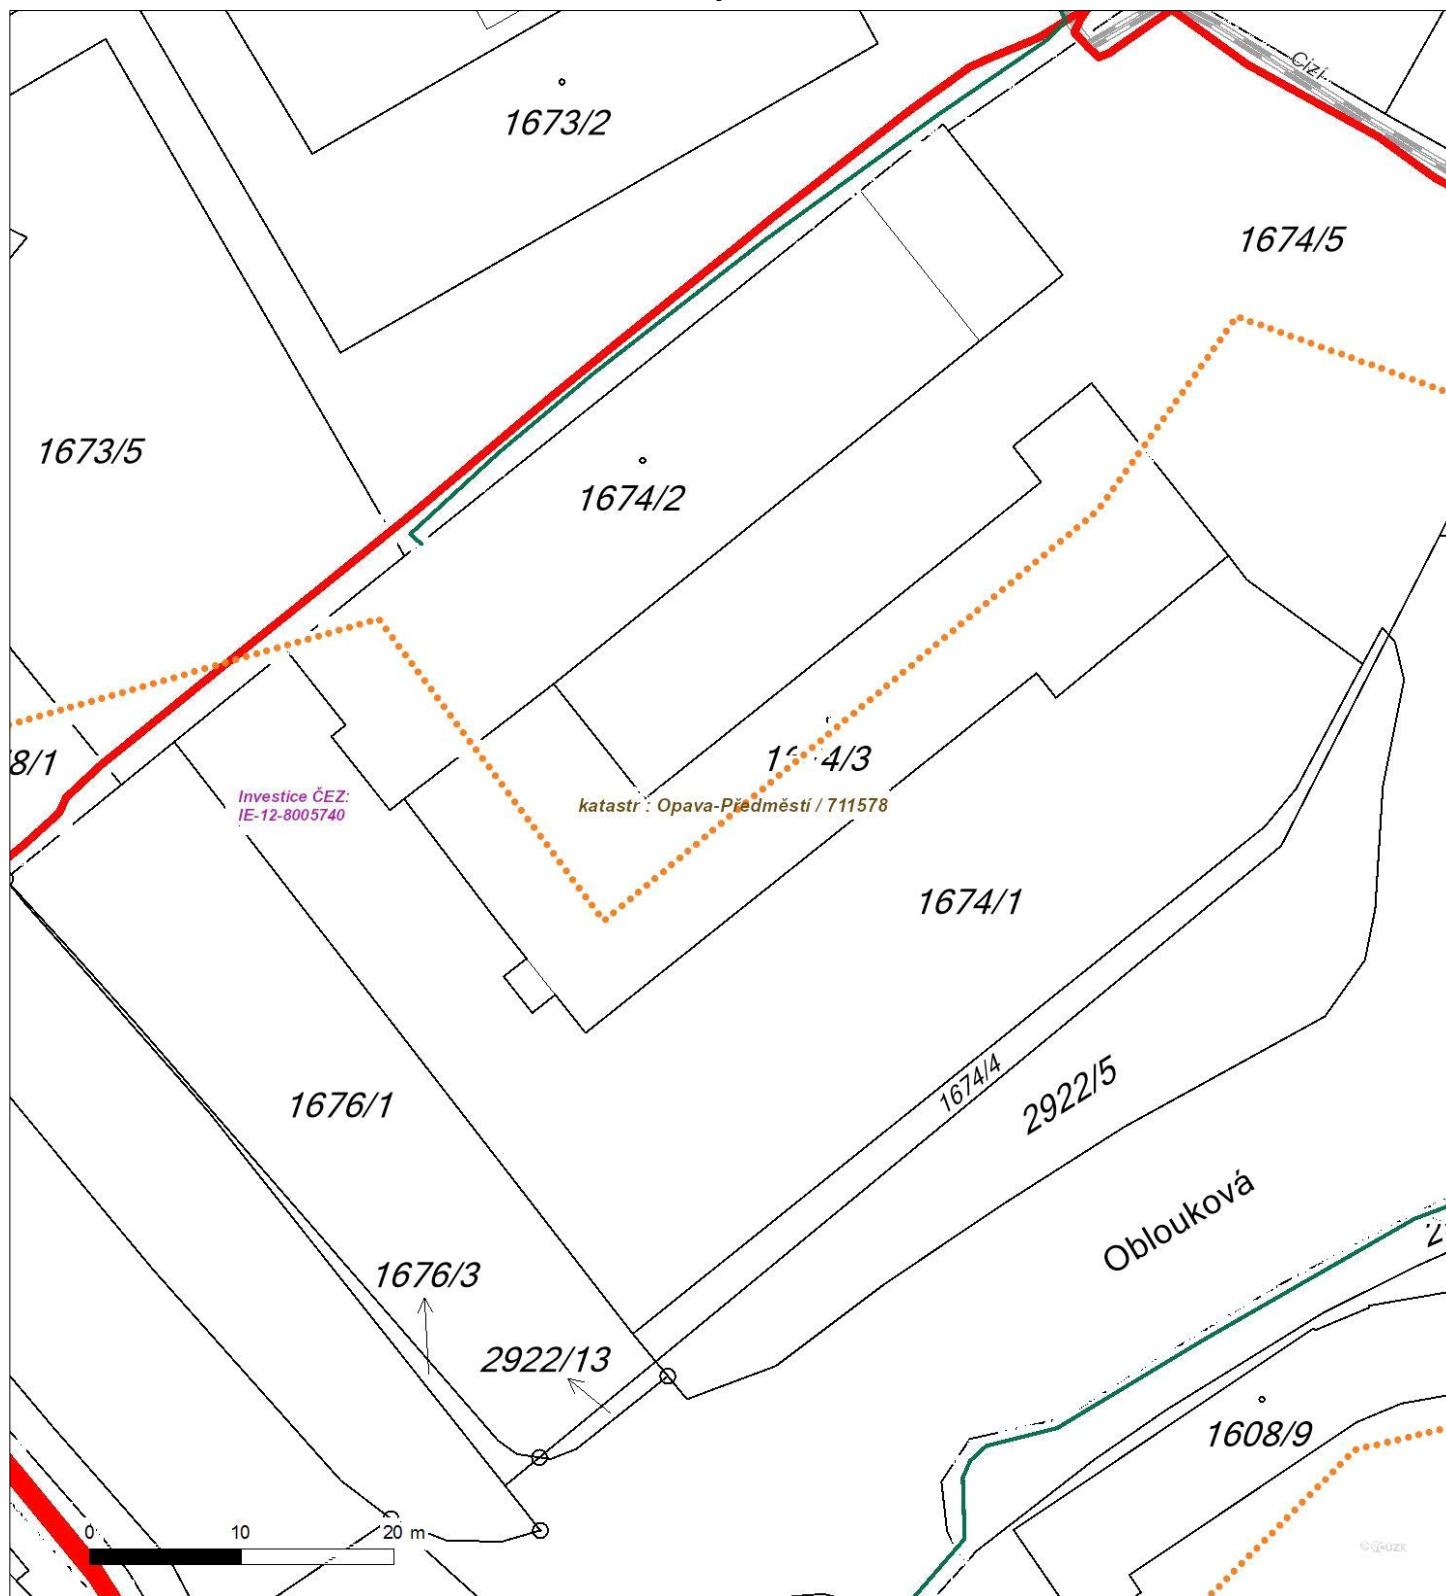 Cizí
1673/2
1674/5
1673/5
1674/2
8/1
4/3
Investice ČEZ:
IE-12-8005740
katastr : Opava-Předměstí / 711578
1674/1
1674/4
2922/5
1676/1
Oblouková
1676/3
2922/13
1608/9
0 10 20 m